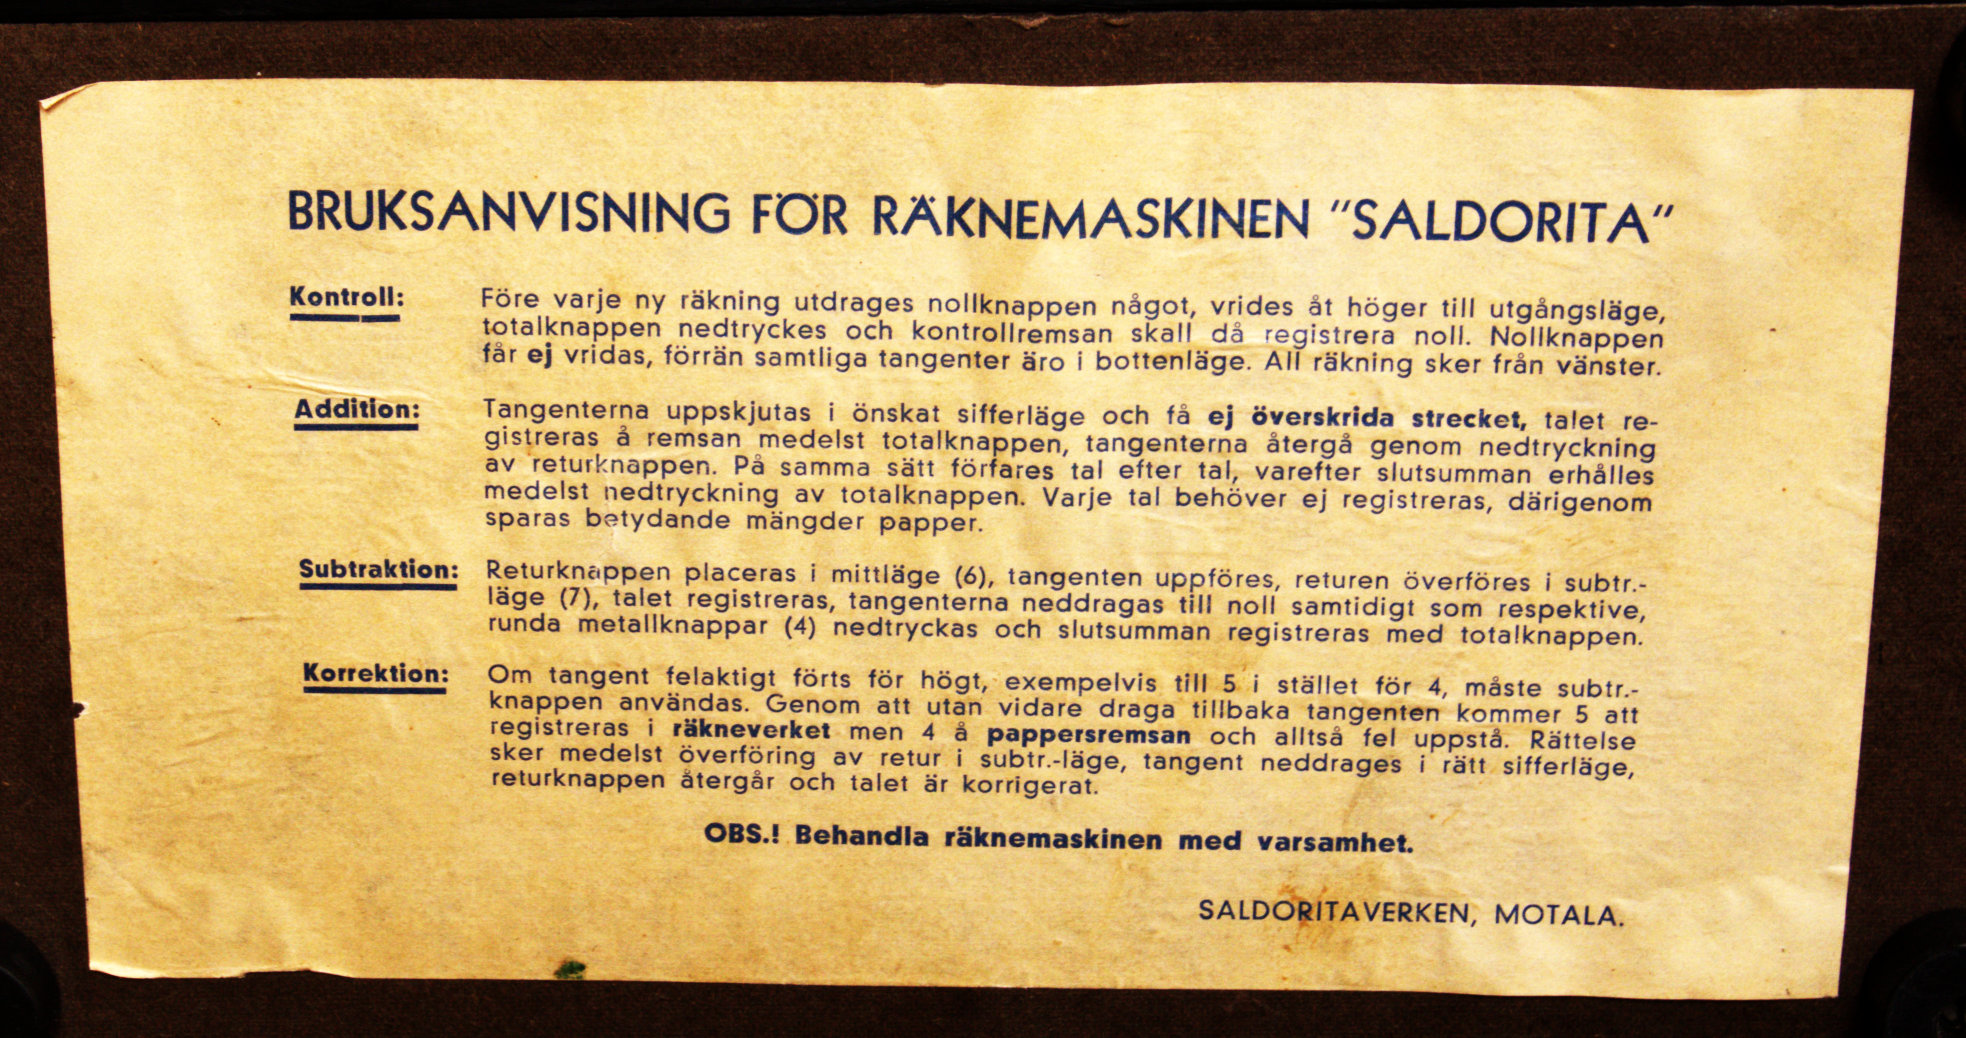 BRUKSANVISNING FÖR RÄKNEMASKINEN "SALDORITA"
Kontroll: Före varje ny räkning utdrages nollknappen något, vrides åt höger till utgångsläge,
totalknappen nedtryckes och kontrollremsan skall då registrera noll. Nollknappen
får ej vridas, förrän samtliga tangenter äro i bottenläge. All räkning sker från vänster.
Addition: Tangenterna uppskjutas i önskat sifferläge och få ej överskrida strecket, talet re-
gistreras å remsan medelst totalknappen, tangenterna återgå genom nedtryckning
av returknappen. På samma sätt förfares tal efter tal, varefter slutsumman erhålles
medelst nedtryckning av totalknappen. Varje tal behöver ej registreras, därigenom
sparas betydande mängder papper.
Subtraktion: Returknappen placeras i mittläge (6), tangenten uppföres, returen överföres i subtr.-
läge (7), talet registreras, tangenterna neddragas till noll samtidigt som respektive,
runda metallknappar (4) nedtryckas och slutsumman registreras med totalknappen.
Korrektion: Om tangent felaktigt förts för högt, exempelvis till 5 i stället för 4, måste subtr.-
knappen användas. Genom att utan vidare draga tillbaka tangenten kommer 5 att
registreras i räkneverket men 4 å pappersremsan och alltså fel uppstå. Rättelse
sker medelst överföring av retur i subtr.-läge, tangent neddrages i rätt sifferläge,
returknappen återgår och talet är korrigerat.
OBS.! Behandla räknemaskinen med varsamhet.
SALDORITAVERKEN, MOTALA.